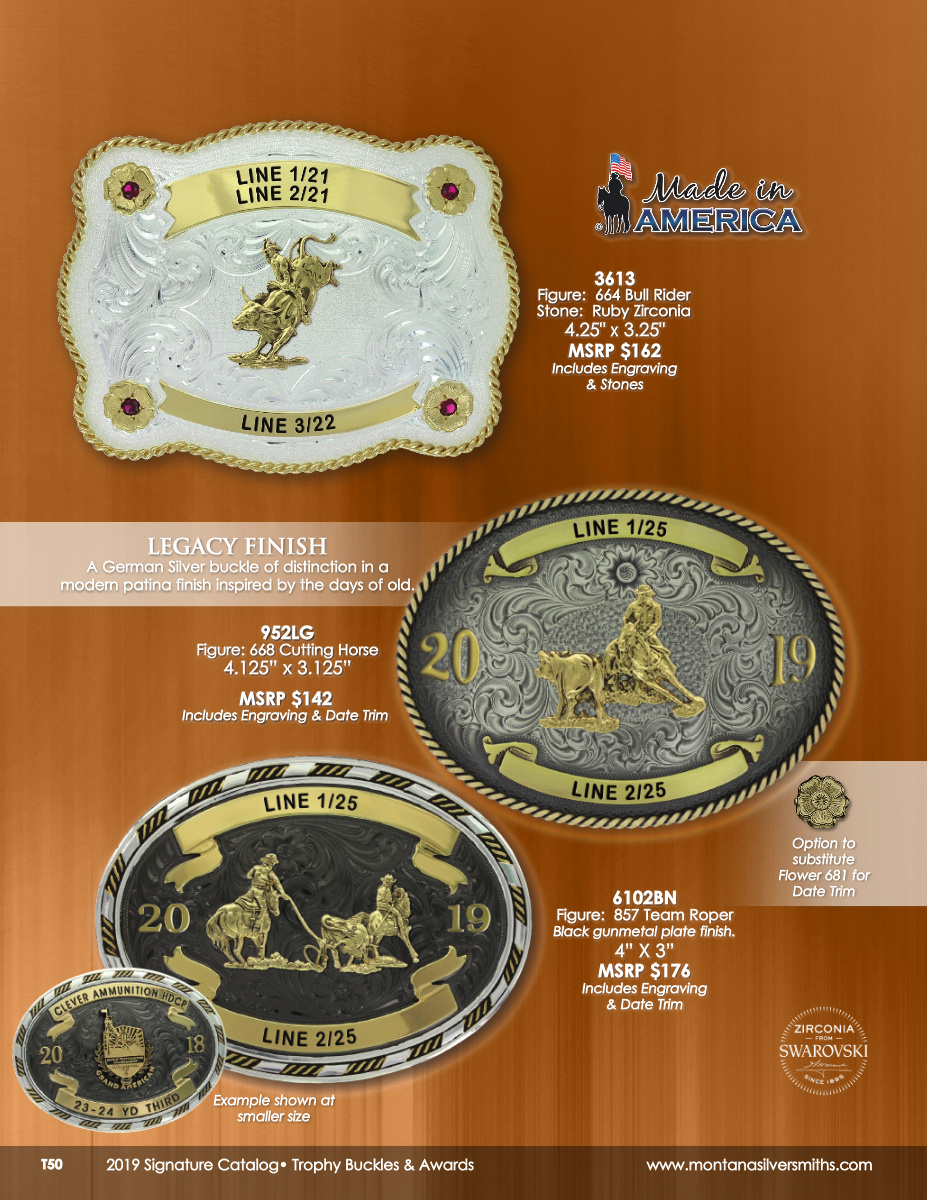 LINE 1/21
LINE 2/21
LINE 3/22
Made in
AMERICA
®
3613
Figure: 664 Bull Rider
Stone: Ruby Zirconia
4.25" x 3.25"
MSRP $162
Includes Engraving
& Stones
LEGACY FINISH
A German Silver buckle of distinction in a
modern patina finish inspired by the days of old.
952LG
Figure: 668 Cutting Horse
4.125" x 3.125"
MSRP $142
Includes Engraving & Date Trim
LINE 1/25
20 19
LINE 2/25
Option to
substitute
Flower 681 for
Date Trim
LINE 1/25
20 19
LINE 2/25
6102BN
Figure: 857 Team Roper
Black gunmetal plate finish.
4” X 3”
MSRP $176
Includes Engraving
& Date Trim
CLEVER AMMUNITION HDCP
20 18
GRAND AMERICAN
23-24 YD THIRD
Example shown at
smaller size
ZIRCONIA
FROM
SWAROVSKI
SINCE 1895
T50 2019 Signature Catalog• Trophy Buckles & Awards www.montanasilversmiths.com